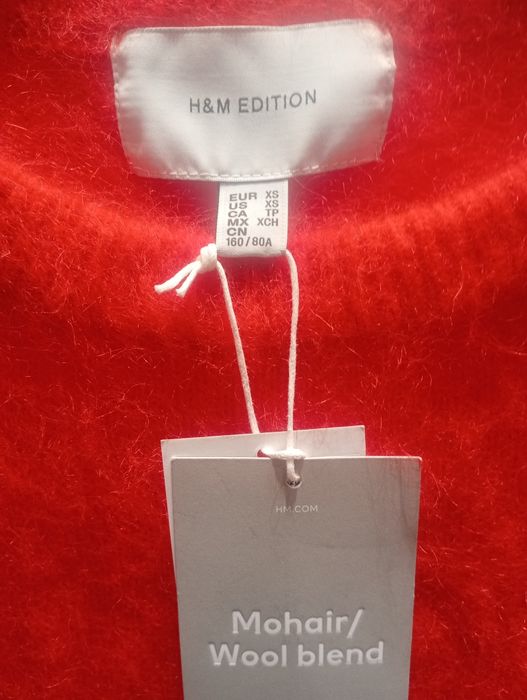 H&M EDITION
EUR XS
US XS
CA TP
MX XCH
CN
160/80A
HM.COM
Mohair/
Wool blend